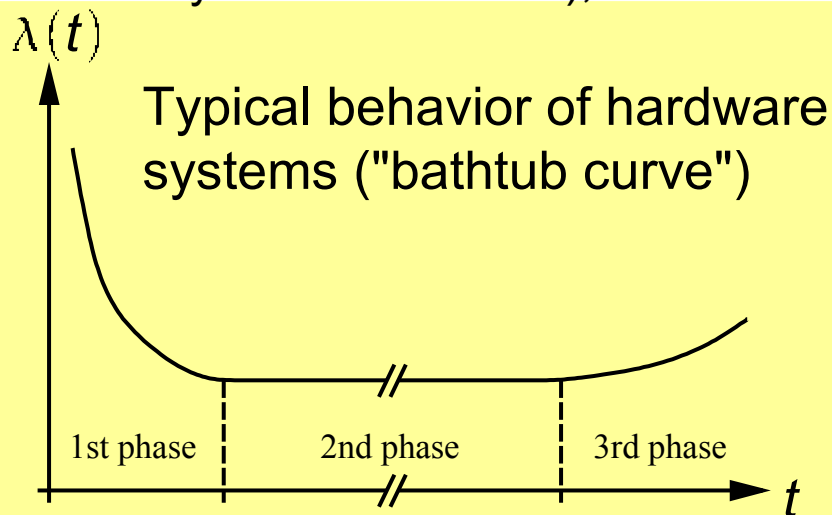 λ(t)
Typical behavior of hardware
systems ("bathtub curve")
1st phase 2nd phase 3rd phase
t